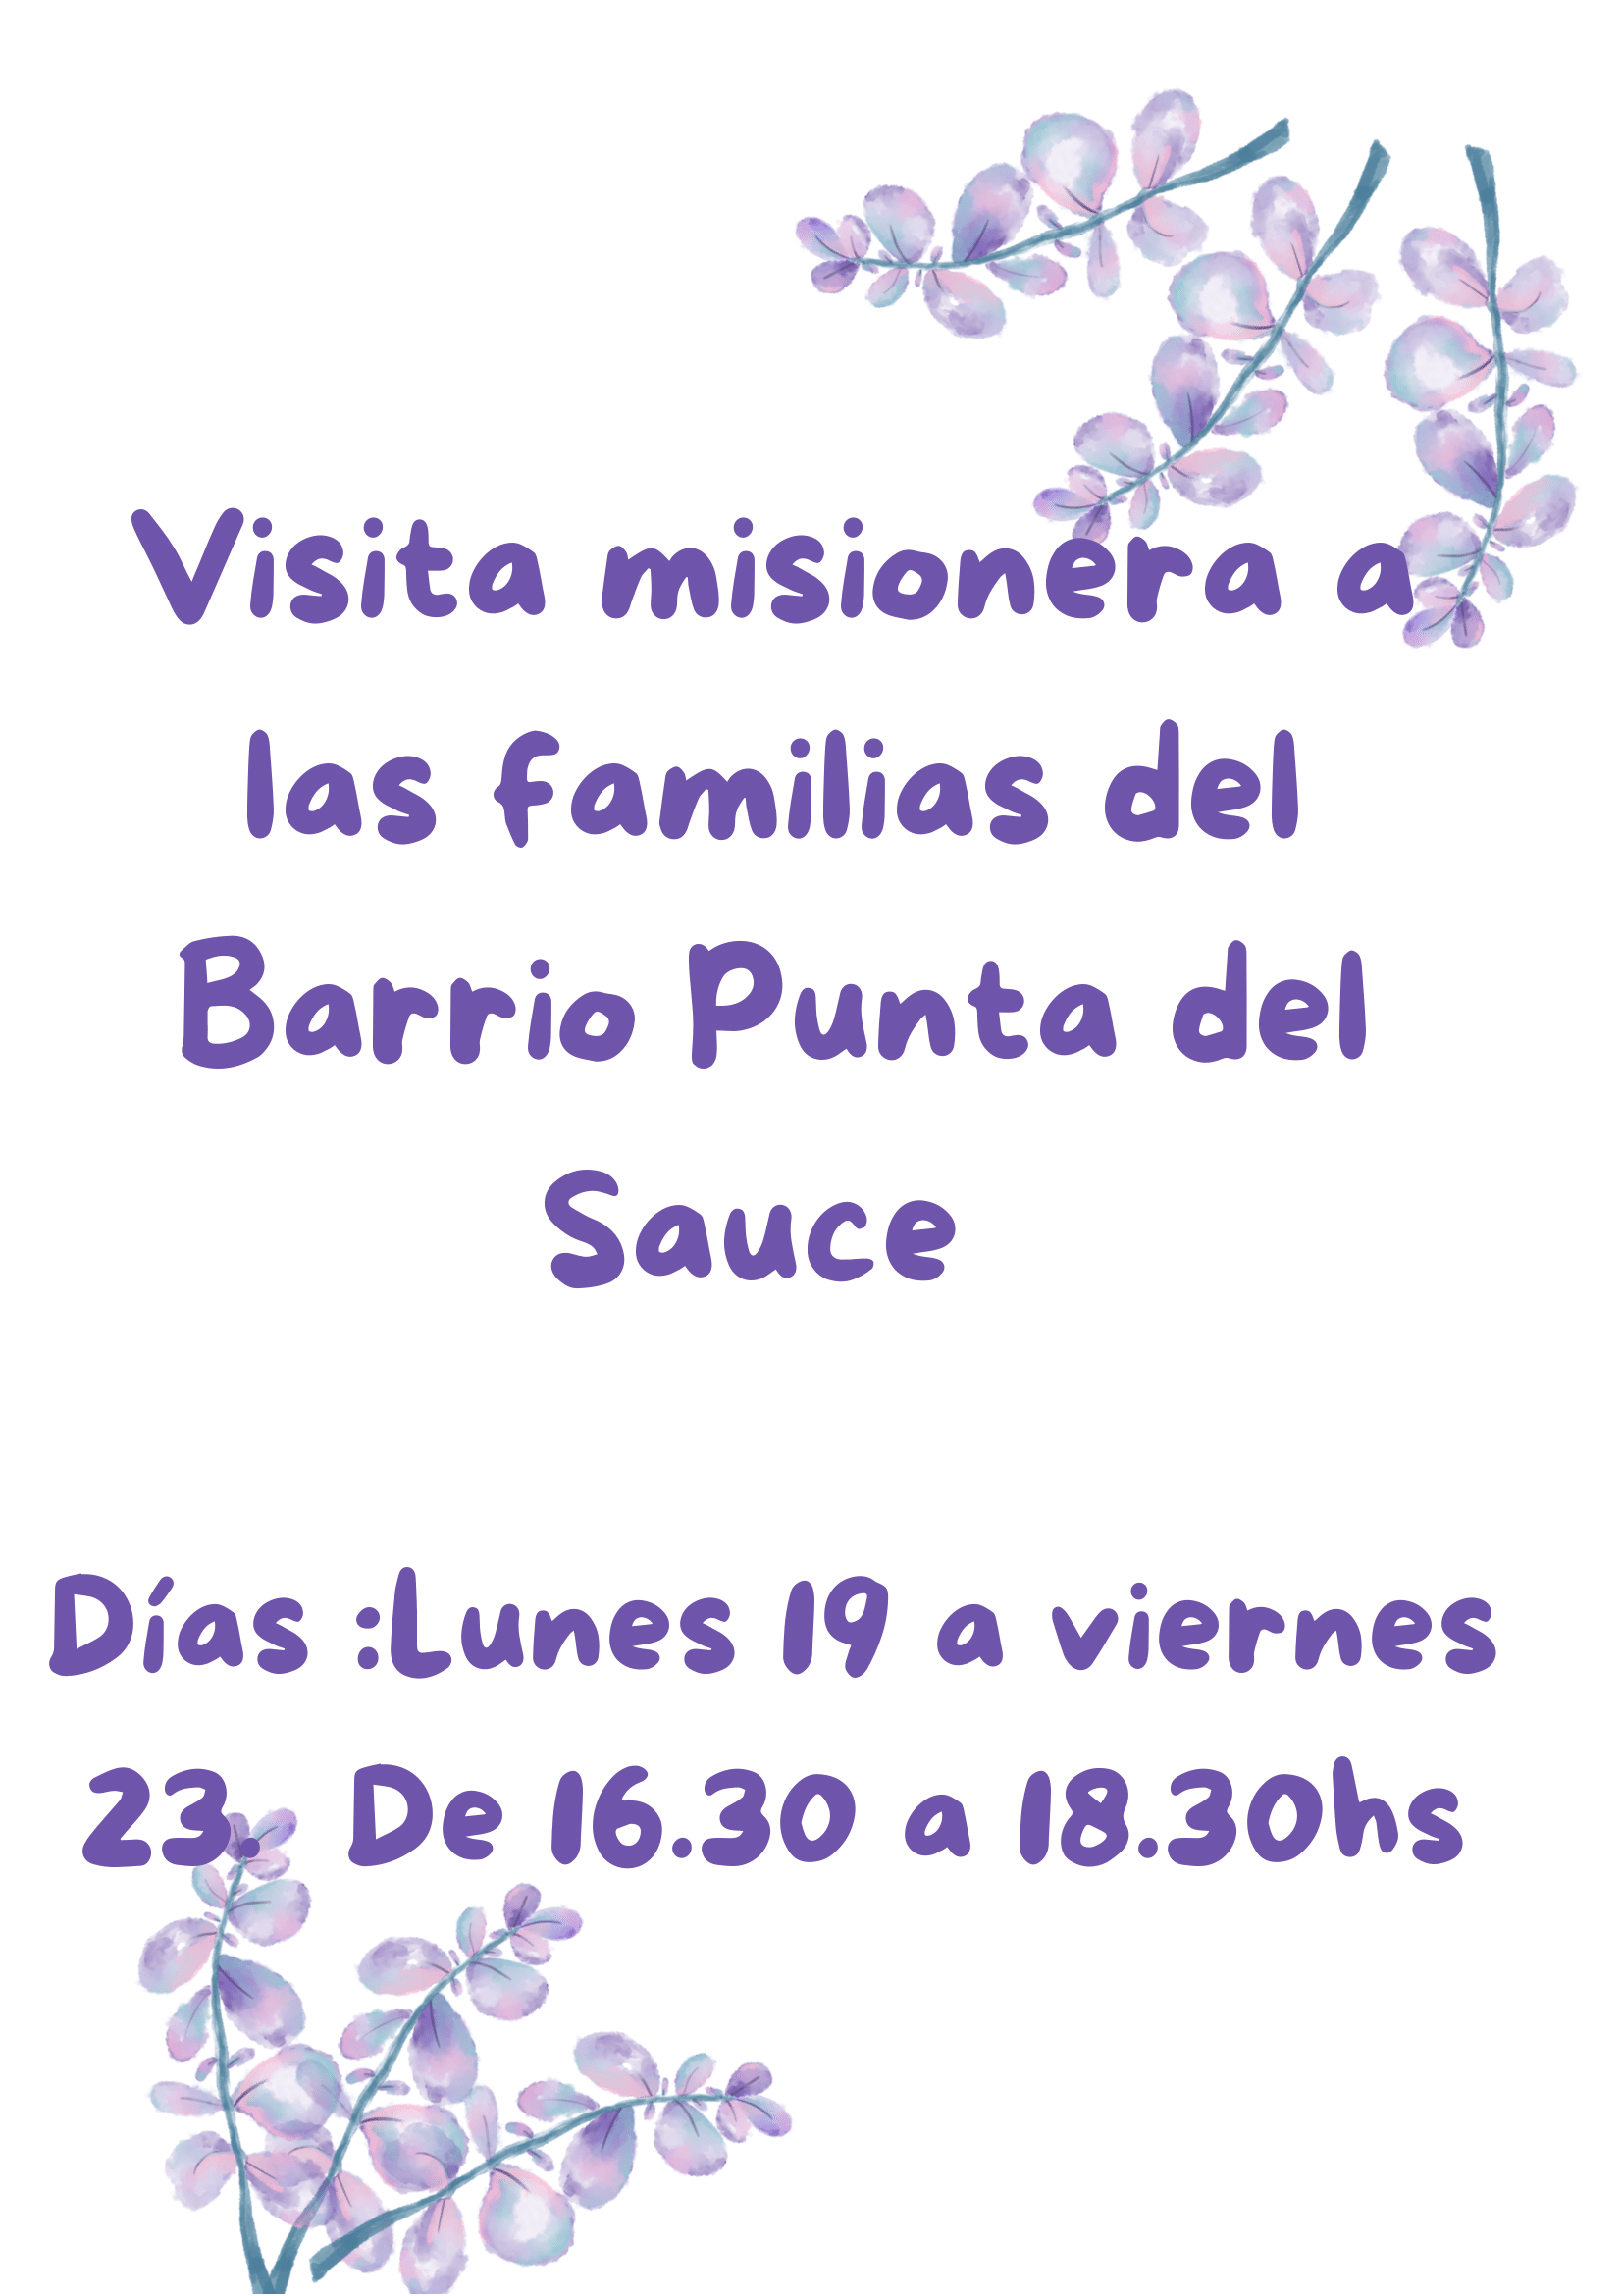 Visita misionera a
las familias del
Barrio Punta del
Sauce
Días :Lunes 19 a viernes
23. De 16.30 a 18.30hs